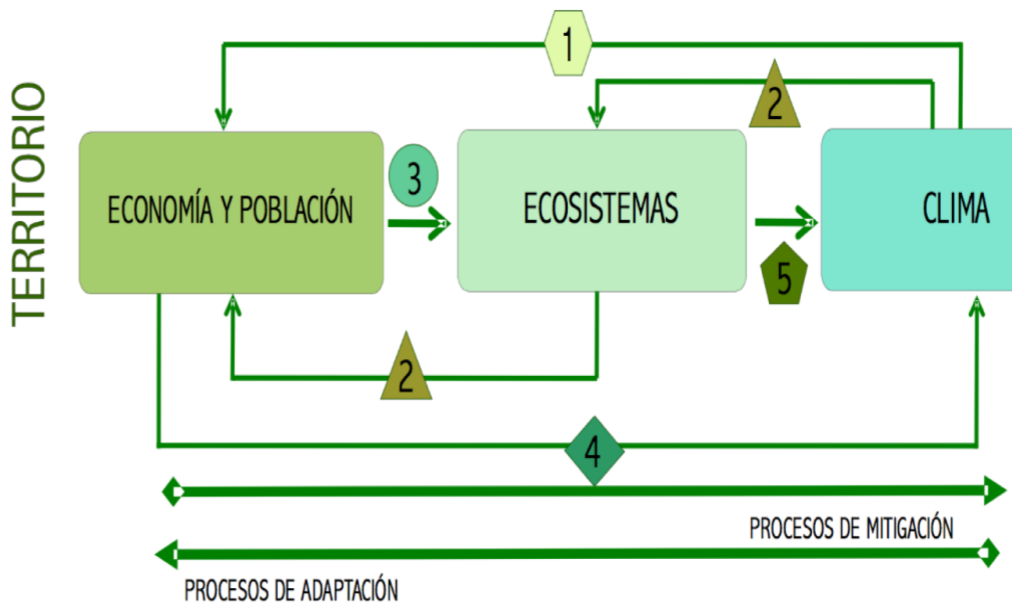 TERRITORIO
1
2
3
ECONOMÍA Y POBLACIÓN
ECOSISTEMAS
CLIMA
5
2
4
PROCESOS DE MITIGACIÓN
PROCESOS DE ADAPTACIÓN